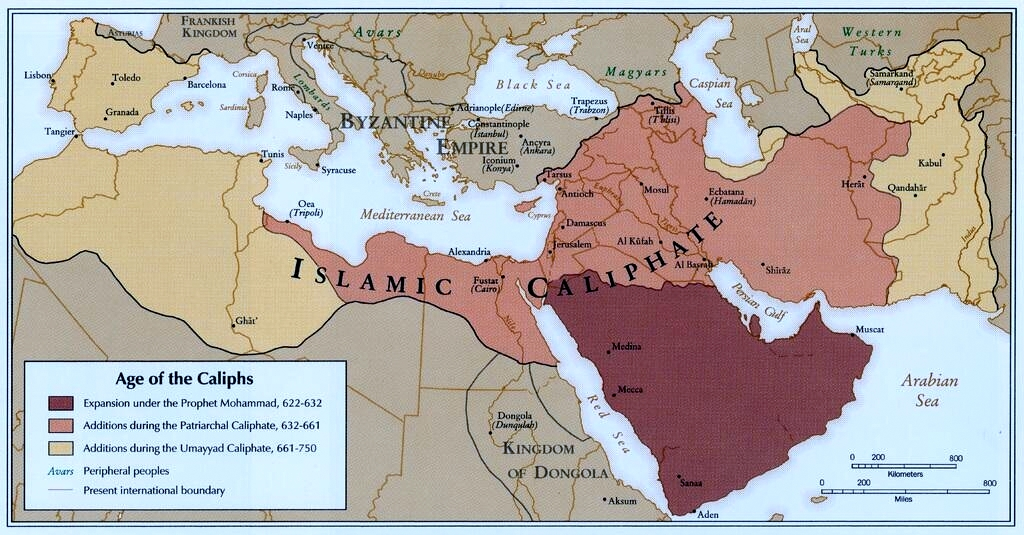 FRANKISH
KINGDOM
ASTURIAS
Avars
Aral
Sea
Western
Turks
Venice
Magyars
Caspian
Sea
Samarkand
(Samarqand)
Lisbon
Toledo
Barcelona
Corsica
Rome
Lombards
Danube
Black Sea
Granada
Sardinia
Naples
Adrianople(Edirne)
Trapezus
(Trabzon)
Tiflis
(T'blisi)
BYZANTINE
EMPIRE
Constantinople
(Istanbul)
Ancyra
(Ankara)
Iconium
(Konya)
Tangier
Tunis
Sicily
Syracuse
Kabul
Tarsus
Antioch
Euphrates
Mosul
Ecbatana
(Hamadān)
Herāt
Qandahār
Crete
Cyprus
Oea
(Tripoli)
Mediterranean Sea
Damascus
Tigris
Indus
Jerusalem
Al Kūfah
Alexandria
Al Başrah
Shīrāz
ISLAMIC CALIPHATE
Fustat
(Cairo)
Persian Gulf
Nile
Ghāt'
Muscat
Medina
Mecca
Red Sea
Arabian
Sea
Dongola
(Dunqulah)
KINGDOM
OF DONGOLA
Sanaa
Aksum
Aden
Age of the Caliphs
Expansion under the Prophet Mohammad, 622-632
Additions during the Patriarchal Caliphate, 632-661
Additions during the Umayyad Caliphate, 661-750
Avars Peripheral peoples
Present international boundary
0 200 800
Kilometers
0 200 800
Miles